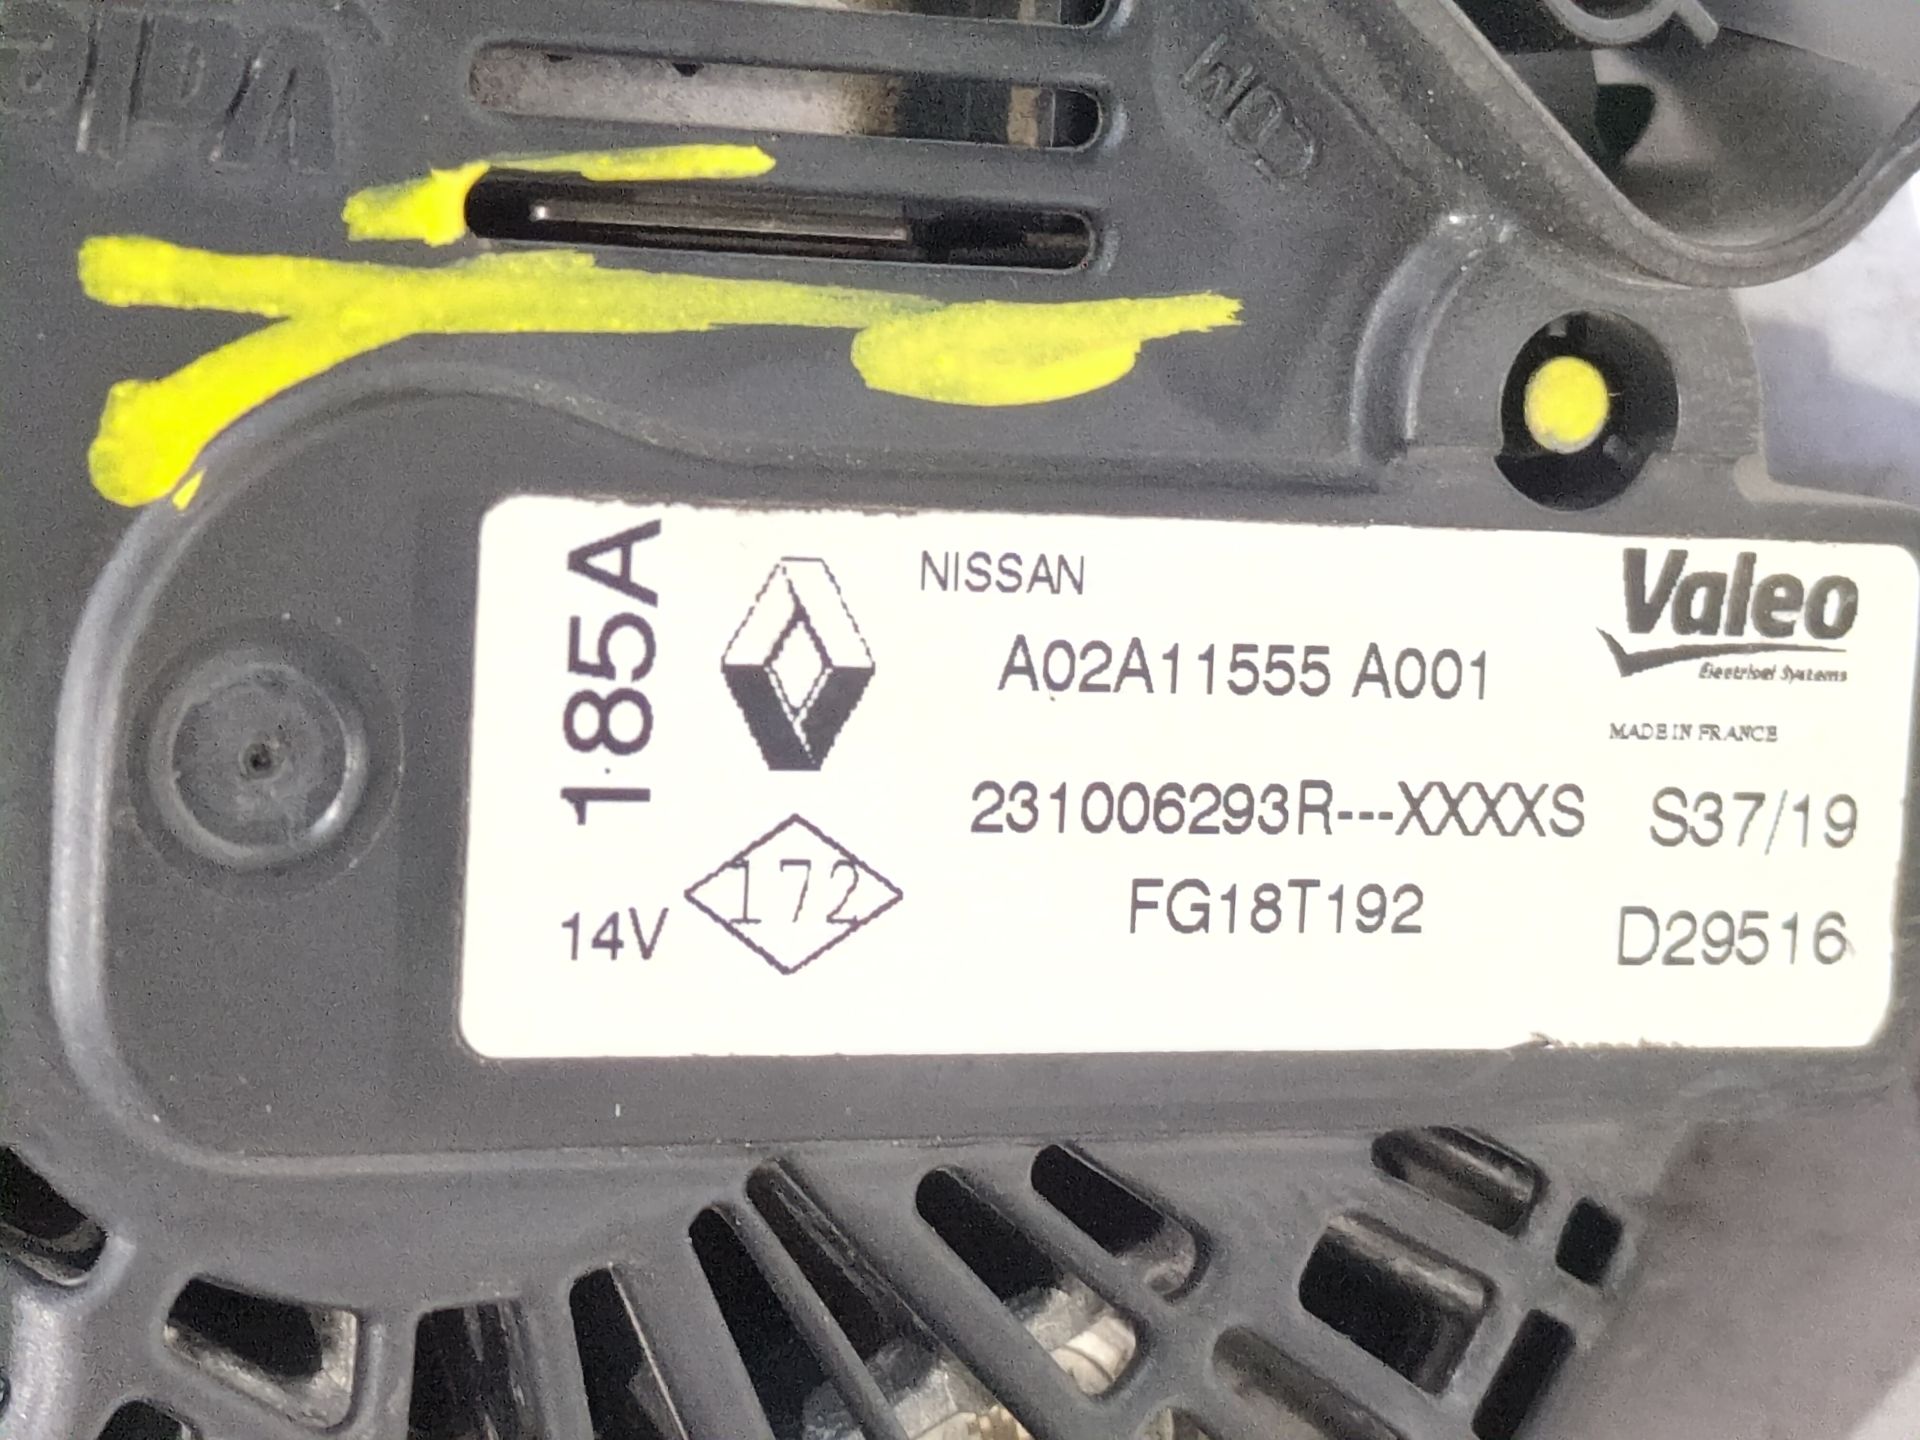 185A
14V
172
NISSAN
A02A11555 A001
231006293R---XXXXS
FG18T192
Valeo
Electrical Systems
MADE IN FRANCE
S37/19
D29516